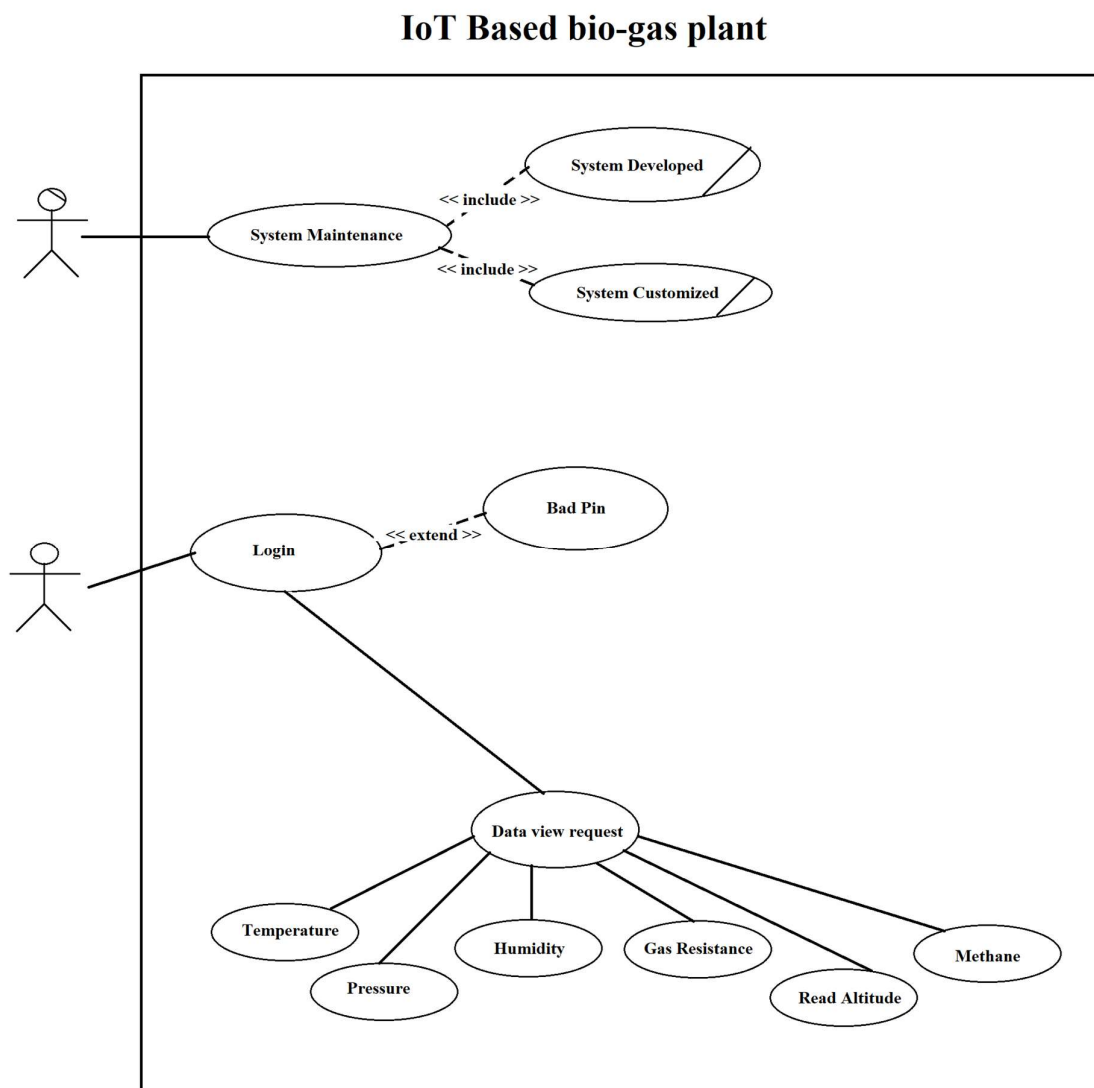 IoT Based bio-gas plant
System Developed
<< include >>
System Maintenance
<< include >>
System Customized
Bad Pin
<< extend >>
Login
Data view request
Temperature
Humidity
Gas Resistance
Methane
Pressure
Read Altitude